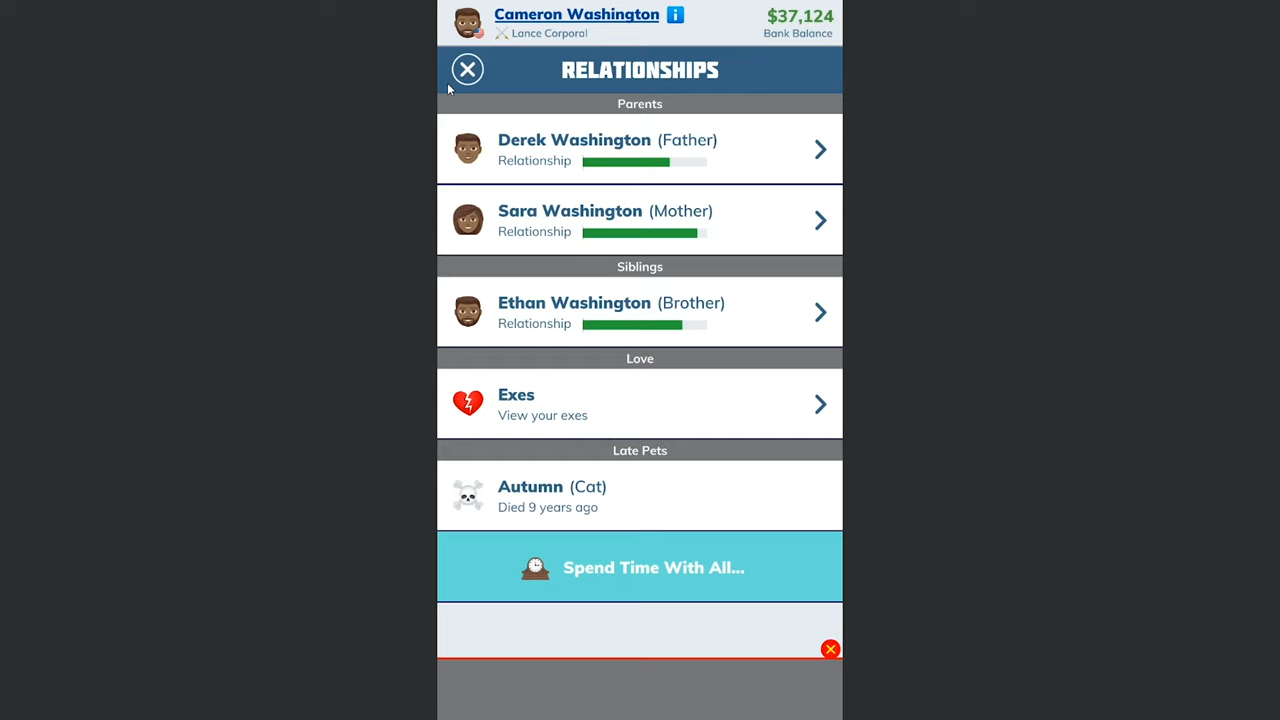 Cameron Washington
$37,124
Lance Corporal
Bank Balance
RELATIONSHIPS
Parents
Derek Washington (Father)
Relationship
Sara Washington (Mother)
Relationship
Siblings
Ethan Washington (Brother)
Relationship
Love
Exes
View your exes
Late Pets
Autumn (Cat)
Died 9 years ago
Spend Time With All...